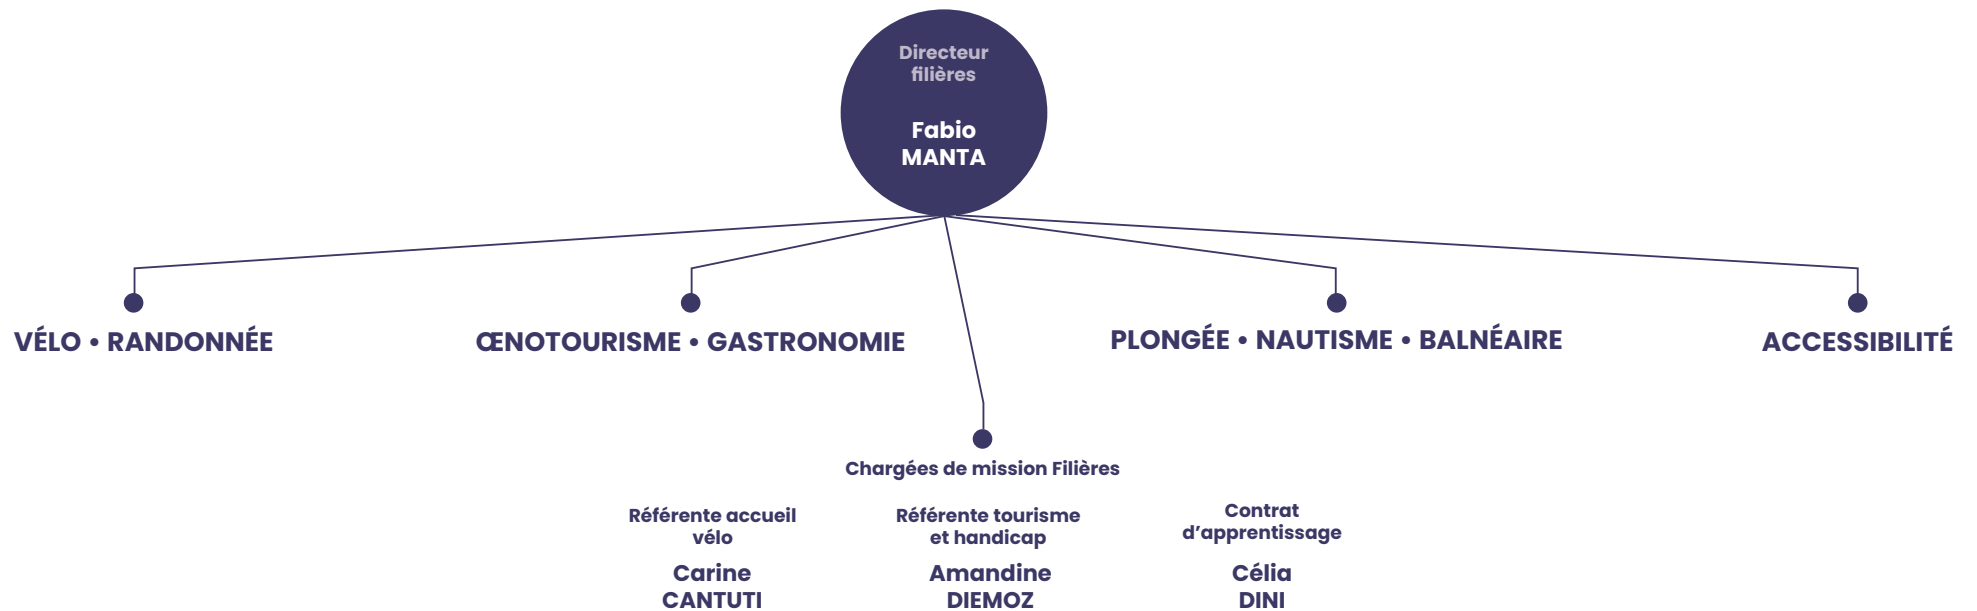 Directeur
filières
Fabio
MANTA
VÉLO • RANDONNÉE
ŒNOTOURISME • GASTRONOMIE
PLONGÉE • NAUTISME • BALNÉAIRE
ACCESSIBILITÉ
Chargées de mission Filières
Référente accueil
vélo
Carine
CANTUTI
Référente tourisme
et handicap
Amandine
DIEMOZ
Contrat
d’apprentissage
Célia
DINI